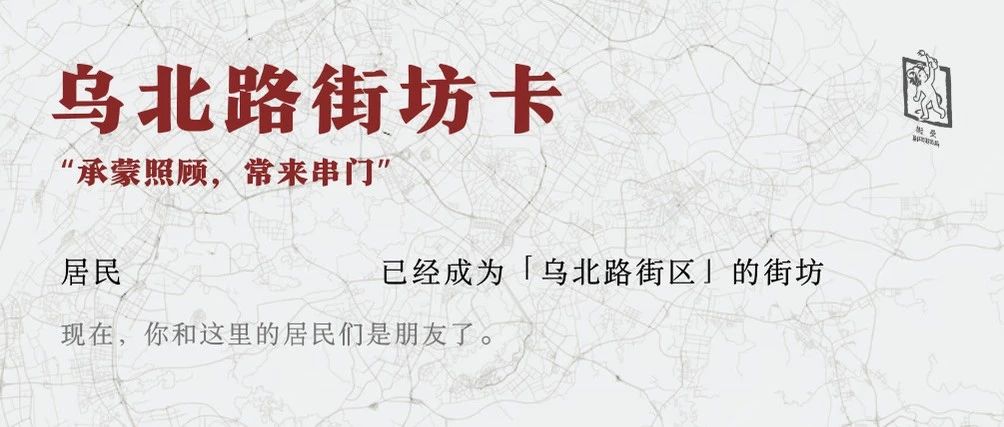 乌北路街坊卡
“承蒙照顾，常来串门”
居民 已经成为「乌北路街区」的街坊
现在，你和这里的居民们是朋友了。